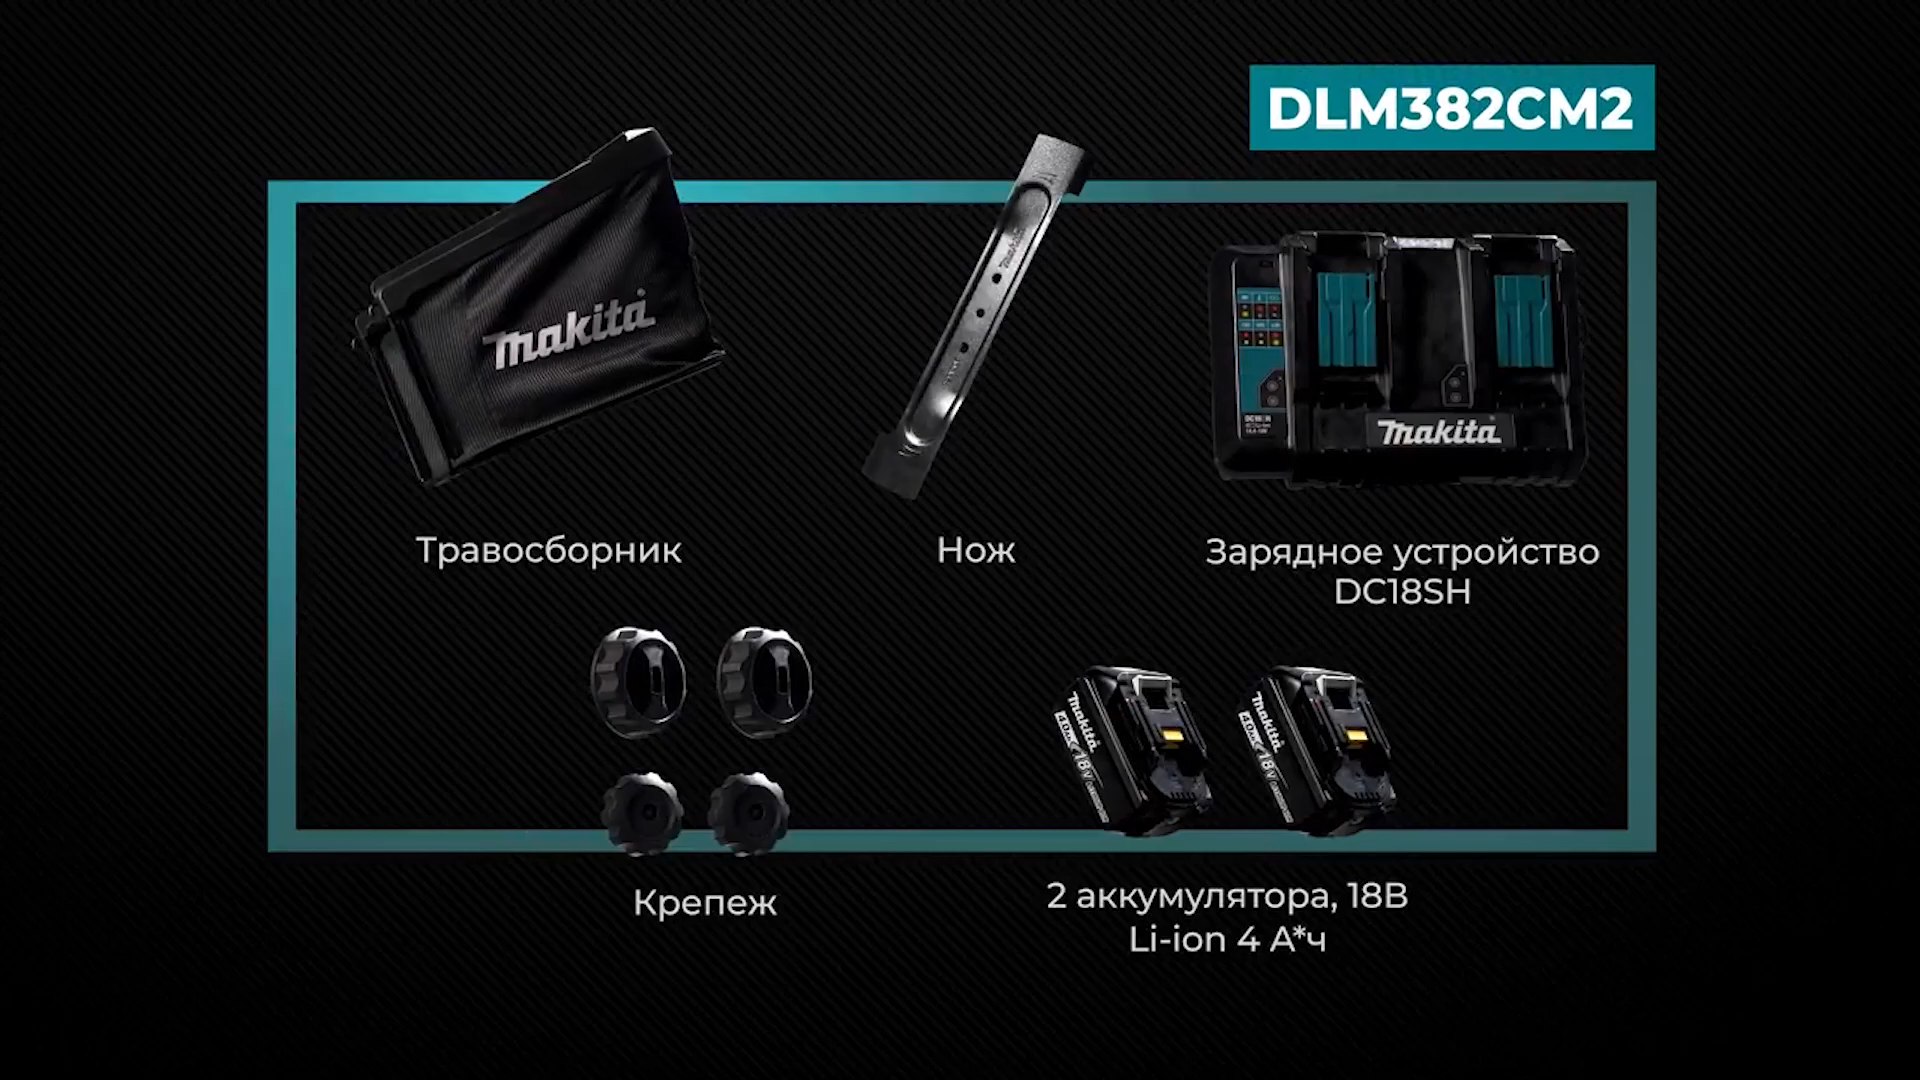 DLM382CM2
makita
makita
makita
Травосборник
Нож
Зарядное устройство
DC18SH
makita
18V
makita
18V
Крепеж
2 аккумулятора, 18В
Li-ion 4 А*ч